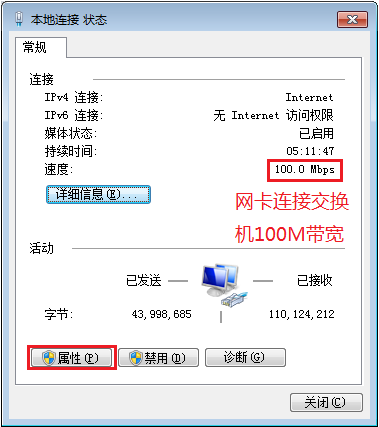 本地连接 状态
常规
连接
IPv4 连接: Internet
IPv6 连接: 无 Internet 访问权限
媒体状态: 已启用
持续时间: 05:11:47
速度: 100.0 Mbps
详细信息(E)...
网卡连接交换
机100M带宽
活动
已发送 — — 已接收
字节: 43,998,685 | 110,124,212
属性(P) 禁用(D) 诊断(G)
关闭(C)